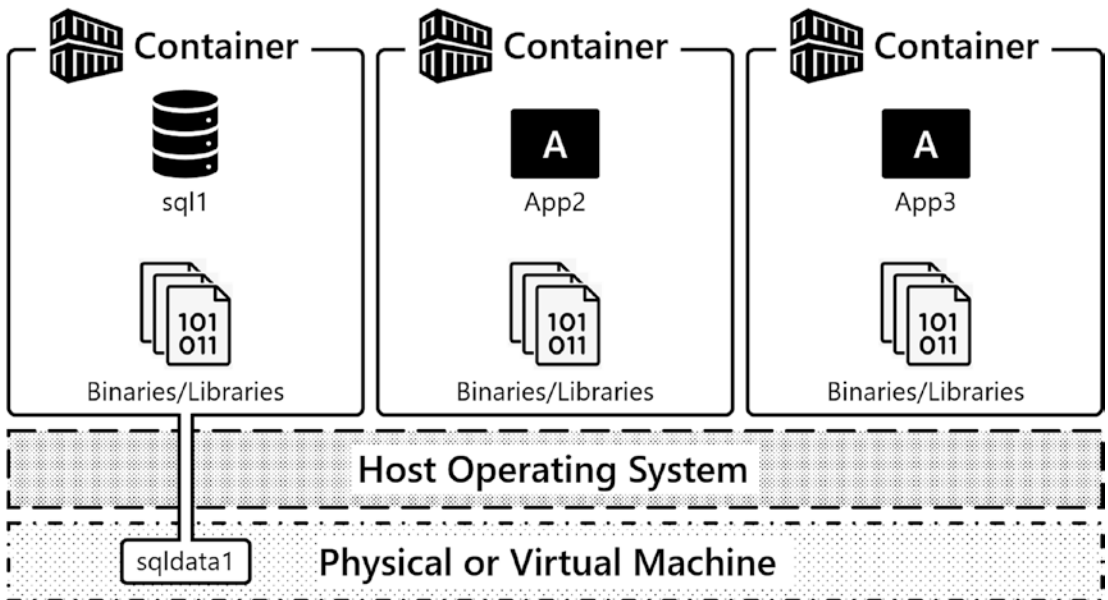 Container
Container
Container
sql1
A
App2
A
App3
101
011
Binaries/Libraries
101
011
Binaries/Libraries
101
011
Binaries/Libraries
Host Operating System
sqldata1
Physical or Virtual Machine